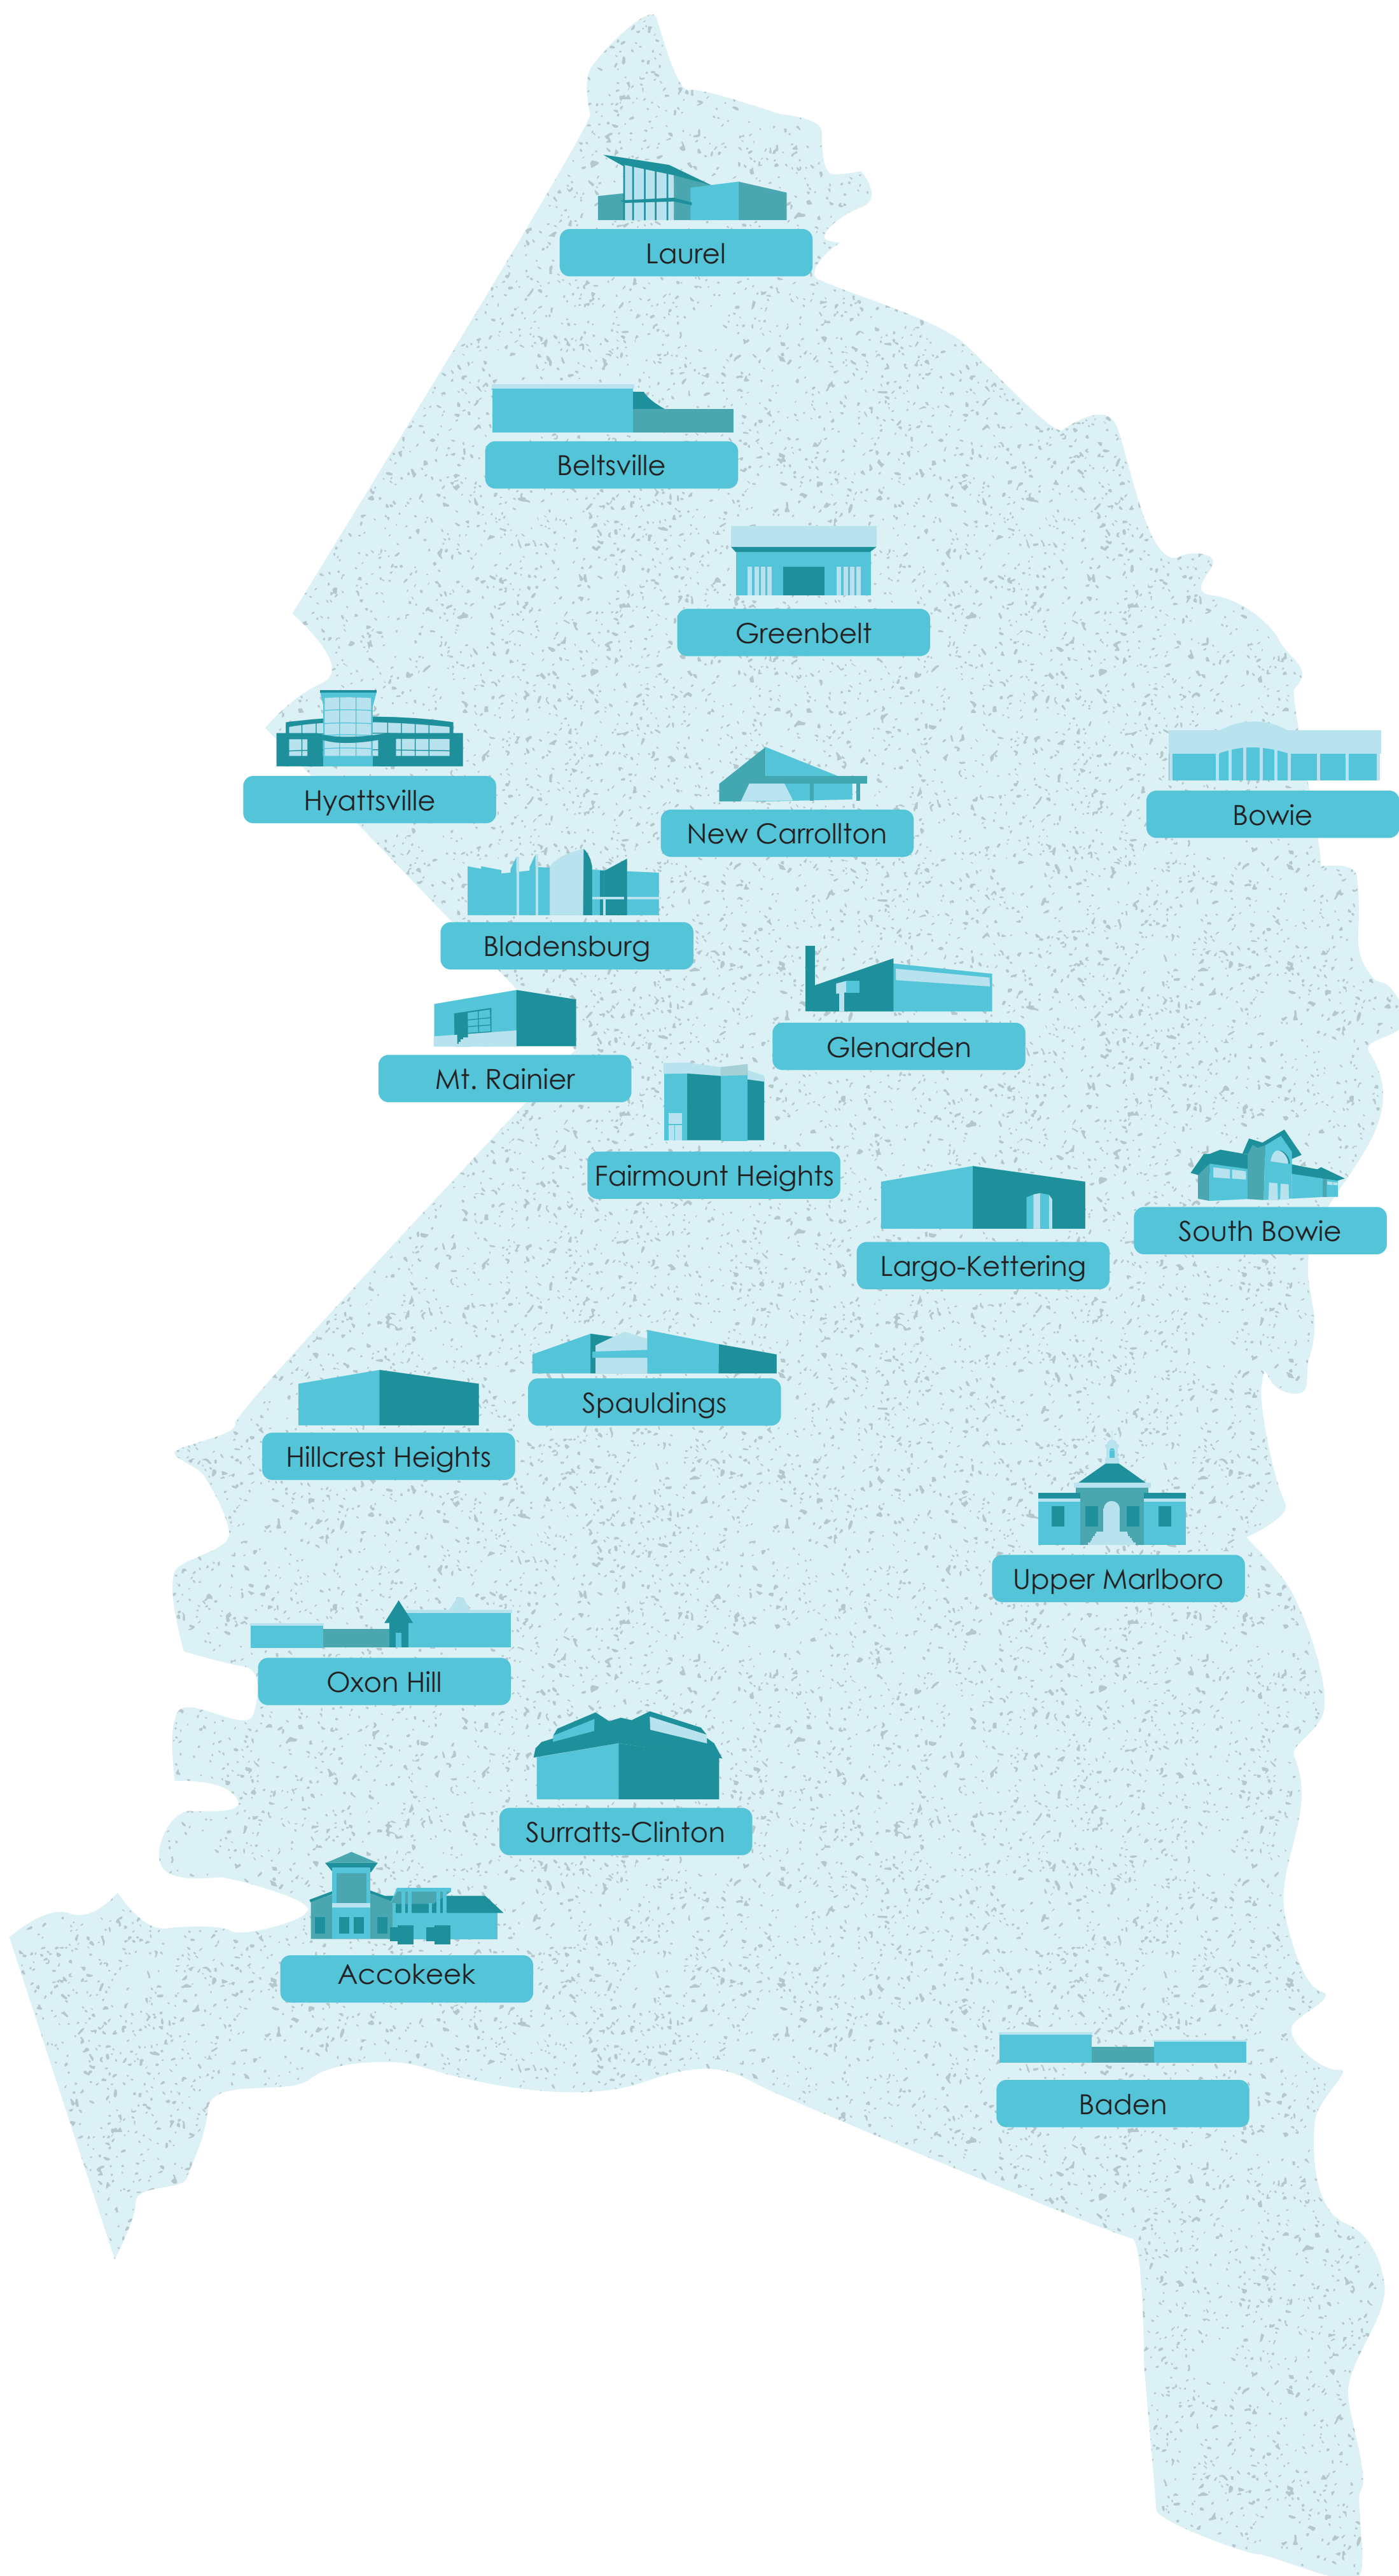 Laurel
Beltsville
Greenbelt
Hyattsville
Bowie
New Carrollton
Bladensburg
Glenarden
Mt. Rainier
Fairmount Heights
South Bowie
Largo-Kettering
Spauldings
Hillcrest Heights
Upper Marlboro
Oxon Hill
Surratts-Clinton
Accokeek
Baden